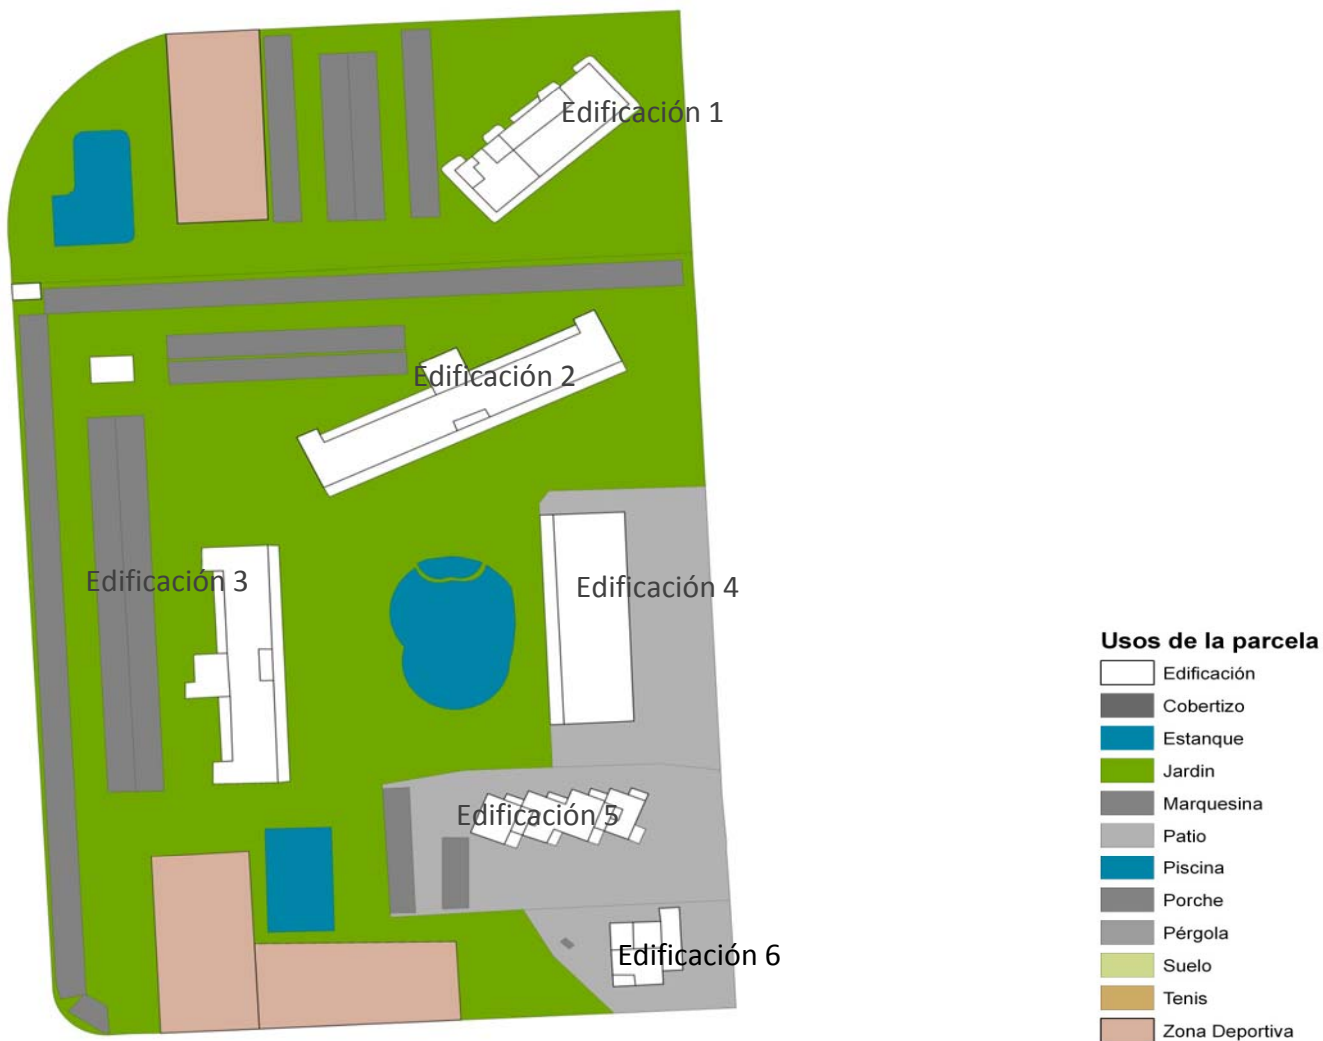 Edificación 1
Edificación 2
Edificación 3
Edificación 4
Edificación 5
Edificación 6
Usos de la parcela
Edificación
Cobertizo
Estanque
Jardin
Marquesina
Patio
Piscina
Porche
Pérgola
Suelo
Tenis
Zona Deportiva